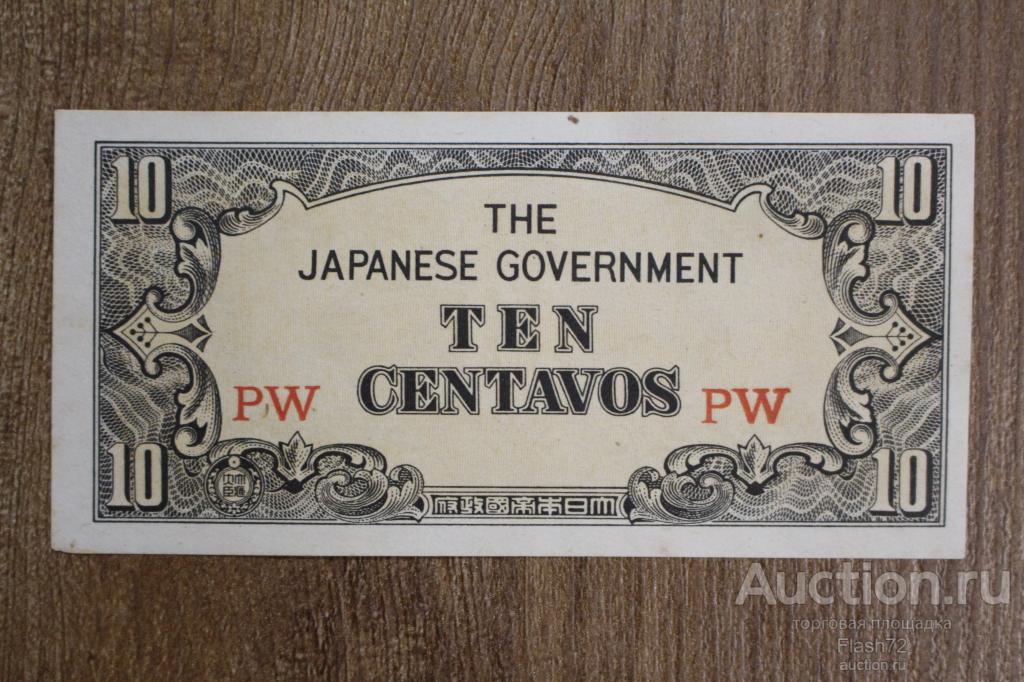 10 10
THE
JAPANESE GOVERNMENT
TEN
PW CENTAVOS PW
10 10
府政國帝本日大
Auction.ru
торговая площадка
Flash72
auction.ru